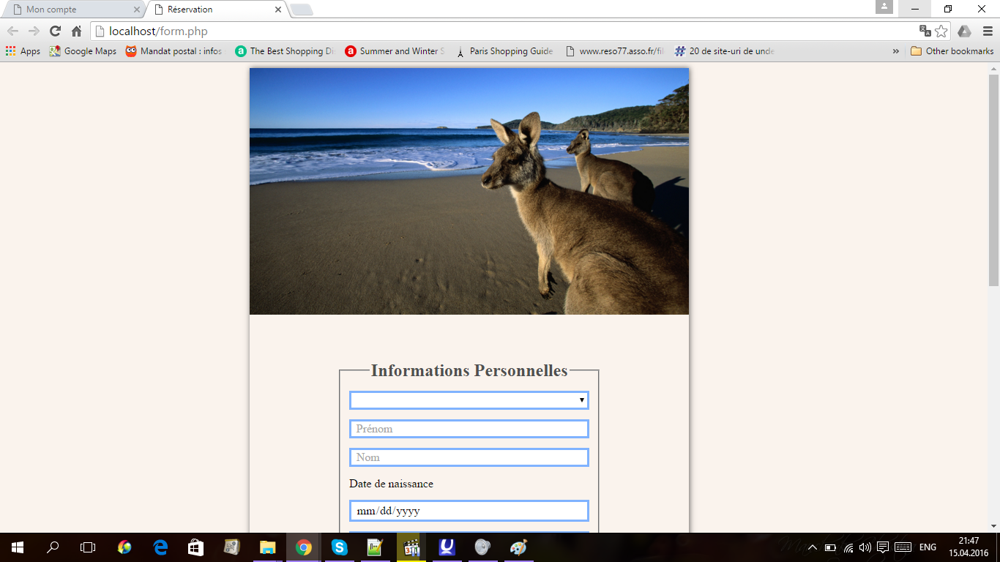 Mon compte
Réservation
localhost/form.php
Apps
Google Maps
Mandat postal : infos
The Best Shopping Di
Summer and Winter S
Paris Shopping Guide
www.reso77.asso.fr/fil
20 de site-uri de unde
»
Other bookmarks
Informations Personnelles
Prénom
Nom
Date de naissance
mm/dd/yyyy
ENG
21:47
15.04.2016